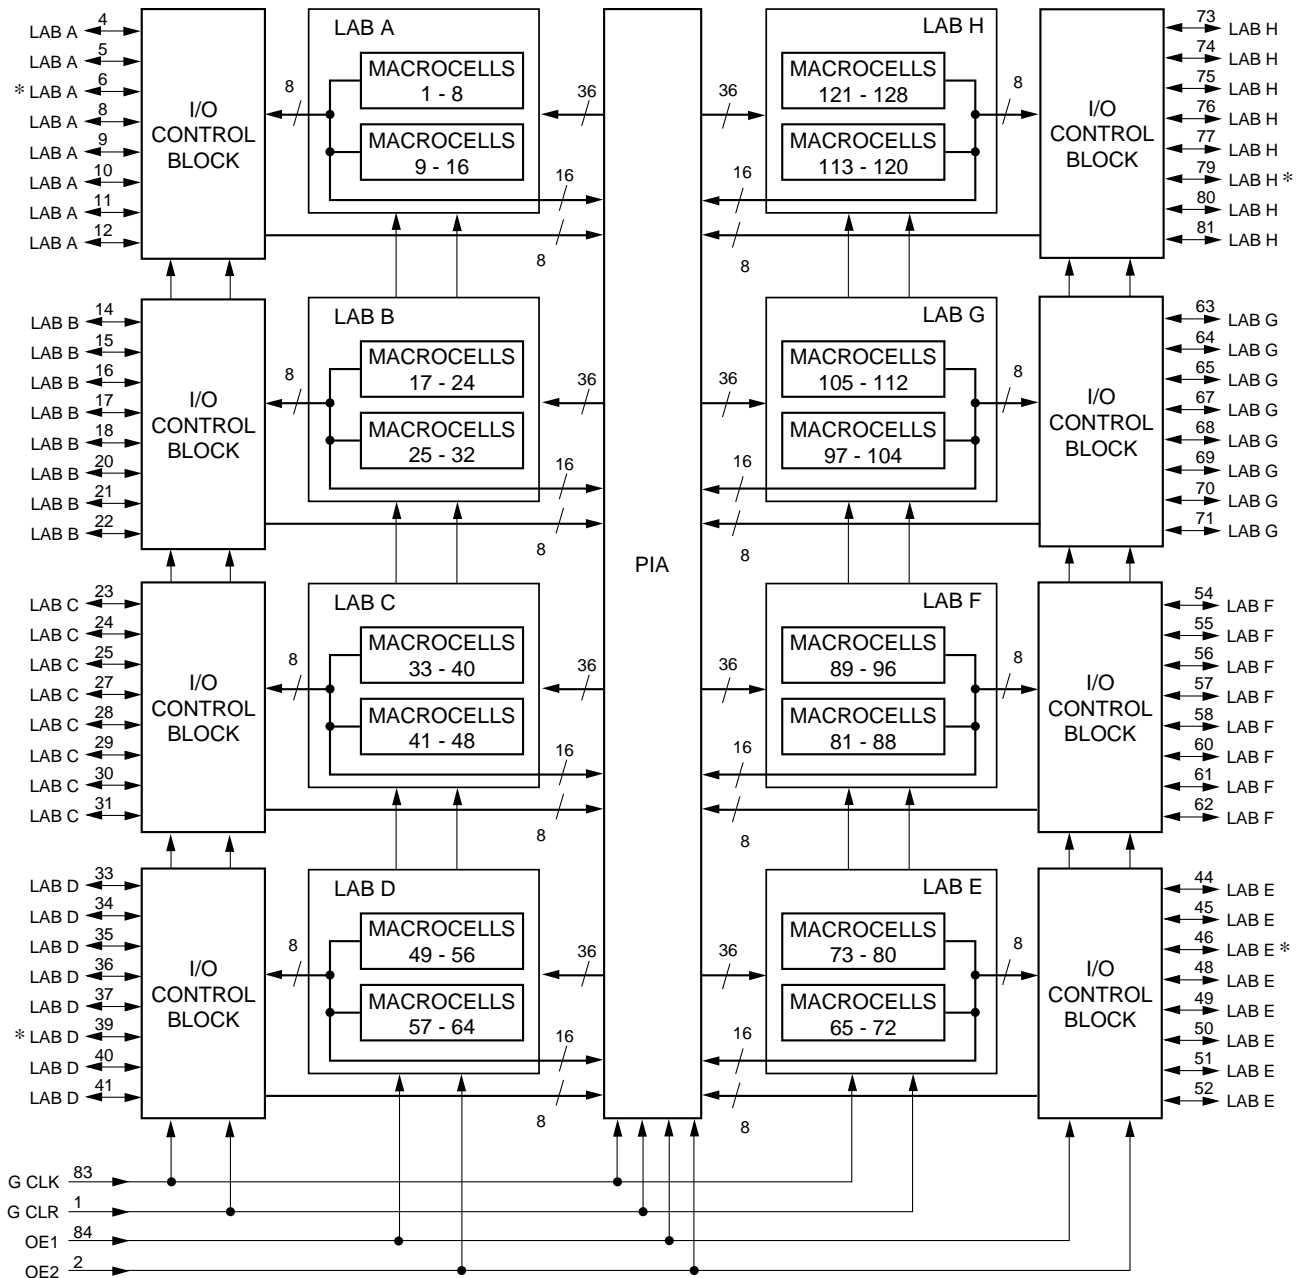 LAB A 4
LAB A 5
* LAB A 6
LAB A 8
LAB A 9
LAB A 10
LAB A 11
LAB A 12
I/O
CONTROL
BLOCK
8
LAB A
MACROCELLS
1 - 8
MACROCELLS
9 - 16
36
16
8
36
16
8
LAB H
MACROCELLS
121 - 128
MACROCELLS
113 - 120
8
I/O
CONTROL
BLOCK
73 LAB H
74 LAB H
75 LAB H
76 LAB H
77 LAB H
79 LAB H *
80 LAB H
81 LAB H
LAB B 14
LAB B 15
LAB B 16
LAB B 17
LAB B 18
LAB B 20
LAB B 21
LAB B 22
I/O
CONTROL
BLOCK
8
LAB B
MACROCELLS
17 - 24
MACROCELLS
25 - 32
36
16
8
36
16
8
LAB G
MACROCELLS
105 - 112
MACROCELLS
97 - 104
8
I/O
CONTROL
BLOCK
63 LAB G
64 LAB G
65 LAB G
67 LAB G
68 LAB G
69 LAB G
70 LAB G
71 LAB G
PIA
LAB C 23
LAB C 24
LAB C 25
LAB C 27
LAB C 28
LAB C 29
LAB C 30
LAB C 31
I/O
CONTROL
BLOCK
8
LAB C
MACROCELLS
33 - 40
MACROCELLS
41 - 48
36
16
8
36
16
8
LAB F
MACROCELLS
89 - 96
MACROCELLS
81 - 88
8
I/O
CONTROL
BLOCK
54 LAB F
55 LAB F
56 LAB F
57 LAB F
58 LAB F
60 LAB F
61 LAB F
62 LAB F
LAB D 33
LAB D 34
LAB D 35
LAB D 36
LAB D 37
* LAB D 39
LAB D 40
LAB D 41
I/O
CONTROL
BLOCK
8
LAB D
MACROCELLS
49 - 56
MACROCELLS
57 - 64
36
16
8
36
16
8
LAB E
MACROCELLS
73 - 80
MACROCELLS
65 - 72
8
I/O
CONTROL
BLOCK
44 LAB E
45 LAB E
46 LAB E *
48 LAB E
49 LAB E
50 LAB E
51 LAB E
52 LAB E
G CLK 83
G CLR 1
OE1 84
OE2 2